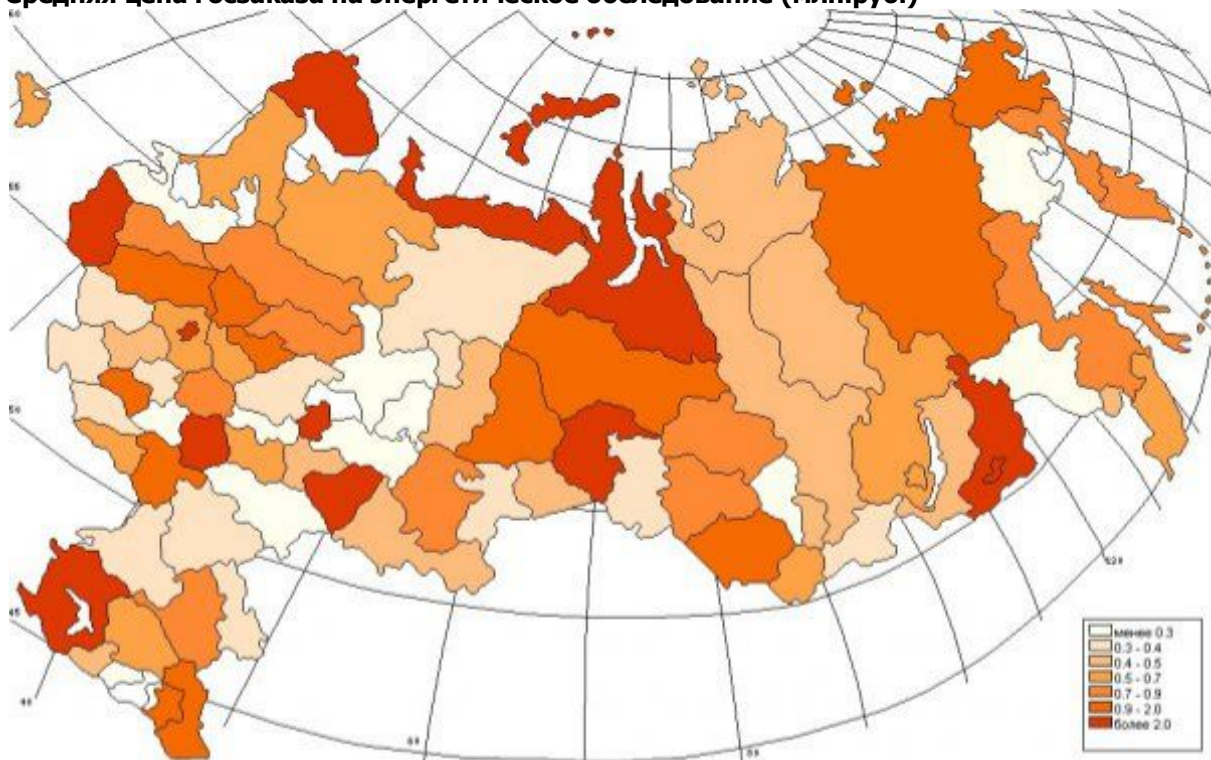 Средняя цена госзаказа на энергетическое обследование (млн.руб.)
менее 0.3
0.3 - 0.4
0.4 - 0.5
0.5 - 0.7
0.7 - 0.9
0.9 - 2.0
более 2.0